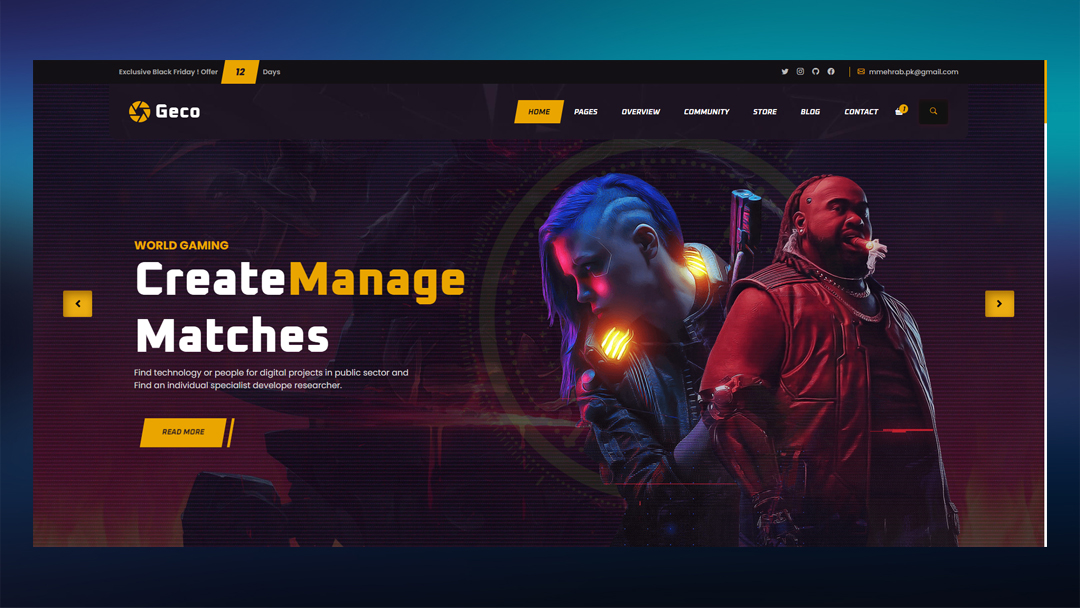 Exclusive Black Friday ! Offer 12 Days
mmehrab.pk@gmail.com
Geco
HOME PAGES OVERVIEW COMMUNITY STORE BLOG CONTACT
WORLD GAMING
CreateManage
Matches
Find technology or people for digital projects in public sector and
Find an individual specialist develope researcher.
READ MORE